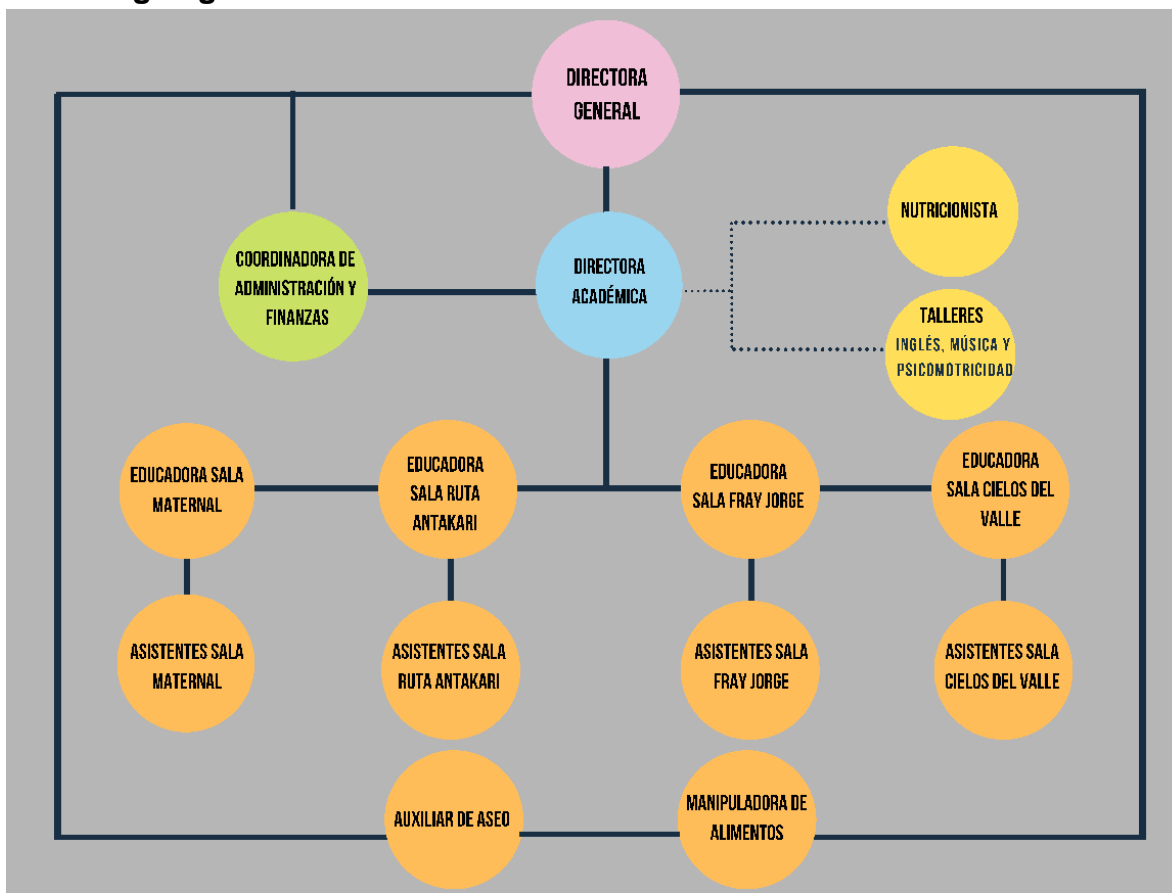 DIRECTORA
GENERAL
NUTRICIONISTA
COORDINADORA DE
ADMINISTRACIÓN Y
FINANZAS
DIRECTORA
ACADÉMICA
TALLERES
INGLÉS, MÚSICA Y
PSICOMOTRICIDAD
EDUCADORA SALA
MATERNAL
EDUCADORA
SALA RUTA
ANTAKARI
EDUCADORA
SALA FRAY JORGE
EDUCADORA
SALA CIELOS DEL
VALLE
ASISTENTES SALA
MATERNAL
ASISTENTES SALA
RUTA ANTAKARI
ASISTENTES SALA
FRAY JORGE
ASISTENTES SALA
CIELOS DEL VALLE
AUXILIAR DE ASEO
MANIPULADORA DE
ALIMENTOS